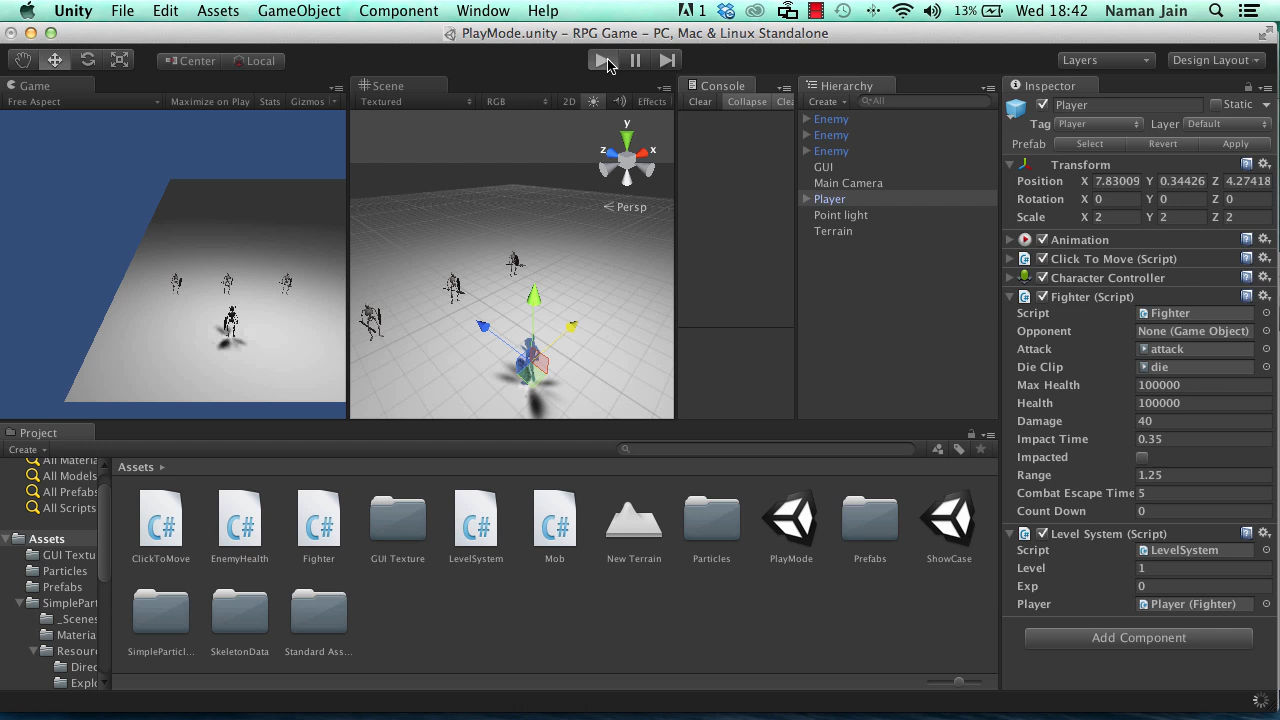 Unity File Edit Assets GameObject Component Window Help 1 13% Wed 18:42 Naman Jain
PlayMode.unity – RPG Game – PC, Mac & Linux Standalone
Center Local Layers Design Layout
Game
Free Aspect Maximize on Play Stats Gizmos
Scene
Textured RGB 2D Effects
y
z x
Persp
Console
Clear Collapse Clea
Hierarchy
Create All
Enemy
Enemy
Enemy
GUI
Main Camera
Player
Point light
Terrain
Inspector
Player Static
Tag Player Layer Default
Prefab Select Revert Apply
Transform
Position X 7.83009 Y 0.34426 Z 4.27418
Rotation X 0 Y 0 Z 0
Scale X 2 Y 2 Z 2
Animation
Click To Move (Script)
Character Controller
Fighter (Script)
Script Fighter
Opponent None (Game Object)
Attack attack
Die Clip die
Max Health 100000
Health 100000
Damage 40
Impact Time 0.35
Impacted
Range 1.25
Combat Escape Time 5
Count Down 0
Level System (Script)
Script LevelSystem
Level 1
Exp 0
Player Player (Fighter)
Add Component
Project
Create
All Materia
All Models
All Prefabs
All Scripts
Assets
GUI Textu
Particles
Prefabs
SimplePart
_Scenes
Materia
Resour
Direc
Explo
Assets
C# C# C# C# C#
ClickToMove EnemyHealth Fighter GUI Texture LevelSystem Mob New Terrain Particles PlayMode Prefabs ShowCase
SimpleParticl... SkeletonData Standard Ass...